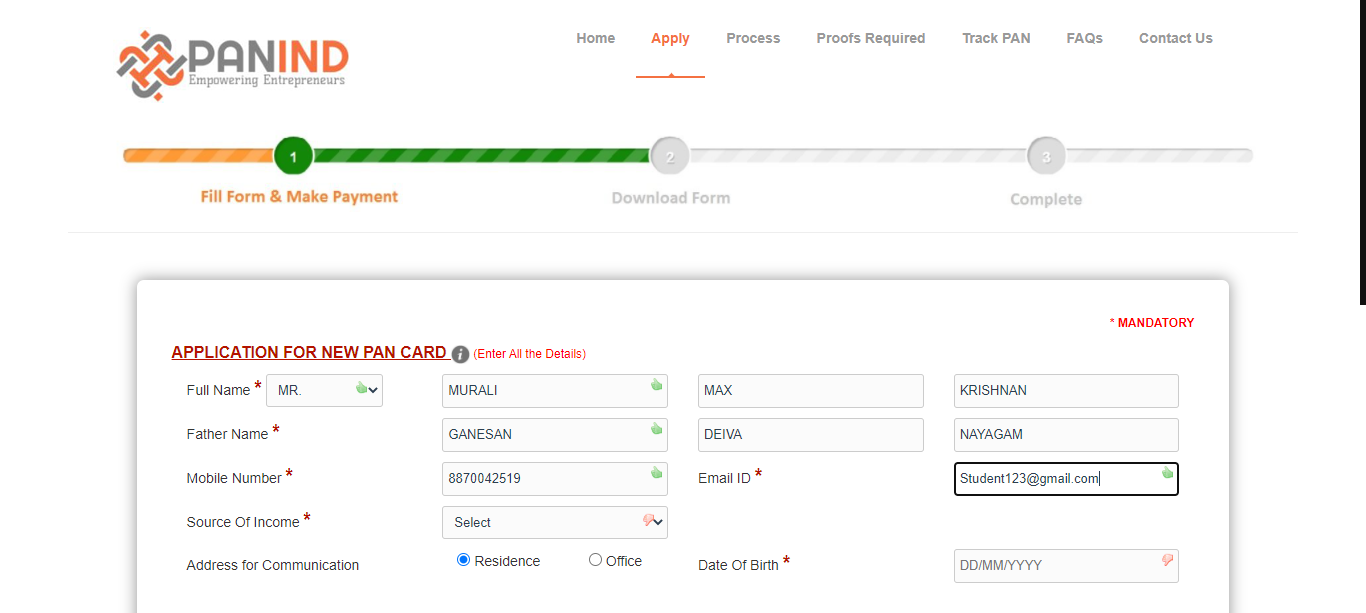 PANIND
Empowering Entrepreneurs
Home Apply Process Proofs Required Track PAN FAQs Contact Us
1 2 3
Fill Form & Make Payment Download Form Complete
* MANDATORY
APPLICATION FOR NEW PAN CARD i (Enter All the Details)
Full Name * MR. MURALI MAX KRISHNAN
Father Name * GANESAN DEIVA NAYAGAM
Mobile Number * 8870042519 Email ID * Student123@gmail.com
Source Of Income * Select
Address for Communication Residence Office Date Of Birth * DD/MM/YYYY